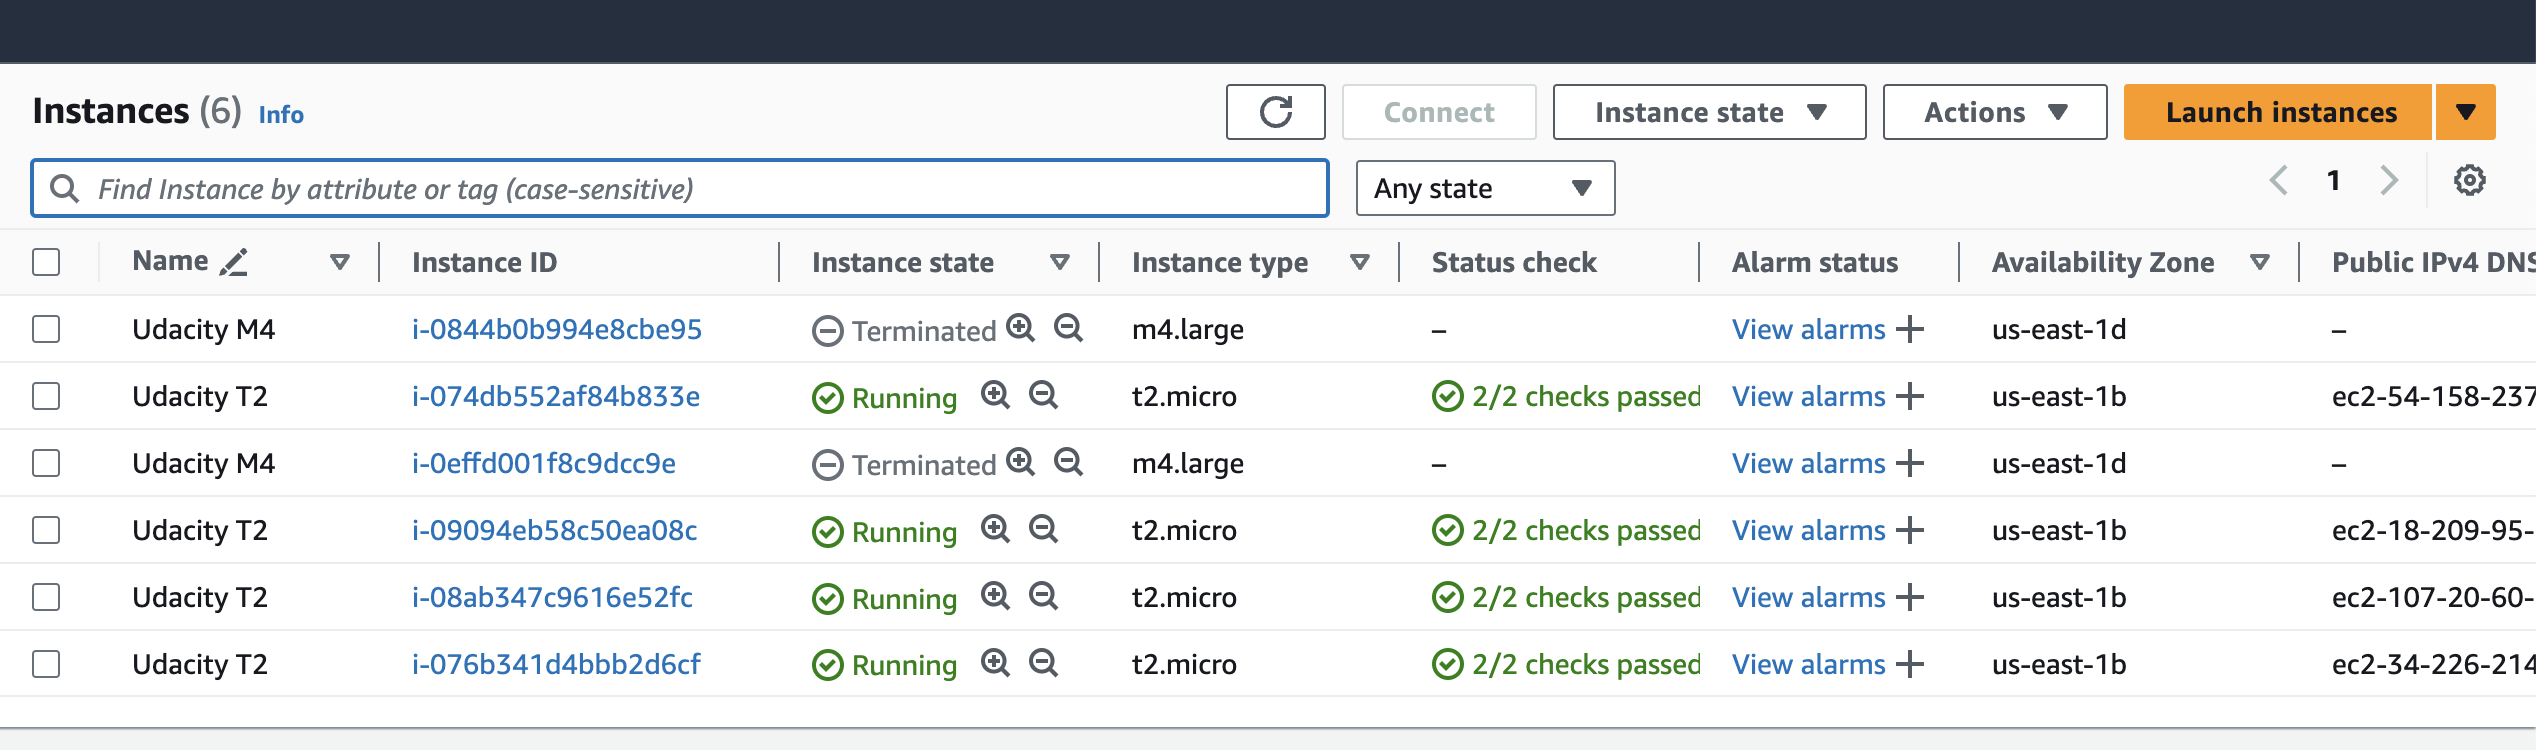 Instances (6) Info
Connect
Instance state
Actions
Launch instances
Find Instance by attribute or tag (case-sensitive)
Any state
1
Name Instance ID Instance state Instance type Status check Alarm status Availability Zone Public IPv4 DNS
Udacity M4 i-0844b0b994e8cbe95 Terminated m4.large – View alarms + us-east-1d –
Udacity T2 i-074db552af84b833e Running t2.micro 2/2 checks passed View alarms + us-east-1b ec2-54-158-237
Udacity M4 i-0effd001f8c9dcc9e Terminated m4.large – View alarms + us-east-1d –
Udacity T2 i-09094eb58c50ea08c Running t2.micro 2/2 checks passed View alarms + us-east-1b ec2-18-209-95-
Udacity T2 i-08ab347c9616e52fc Running t2.micro 2/2 checks passed View alarms + us-east-1b ec2-107-20-60-
Udacity T2 i-076b341d4bbb2d6cf Running t2.micro 2/2 checks passed View alarms + us-east-1b ec2-34-226-214